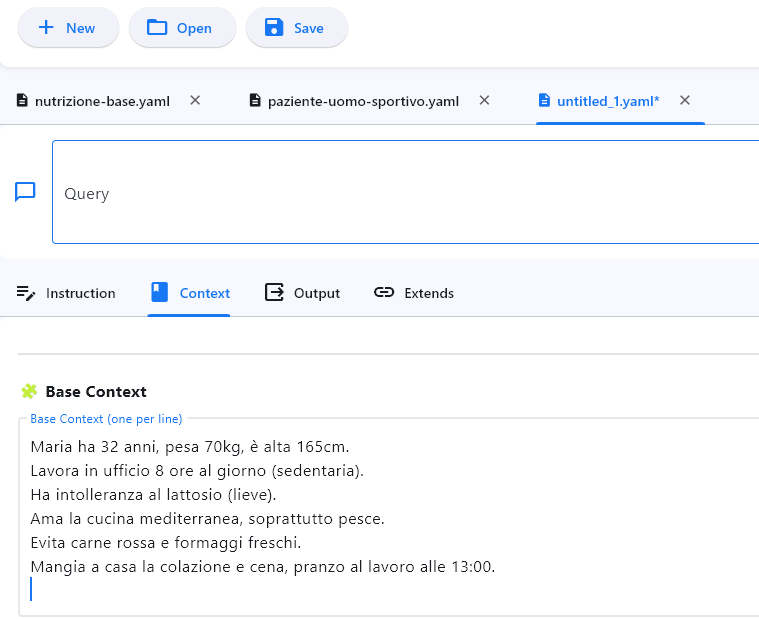 New Open Save
nutrizione-base.yaml paziente-uomo-sportivo.yaml untitled_1.yaml*
Query
Instruction Context Output Extends
Base Context
Base Context (one per line)
Maria ha 32 anni, pesa 70kg, è alta 165cm.
Lavora in ufficio 8 ore al giorno (sedentaria).
Ha intolleranza al lattosio (lieve).
Ama la cucina mediterranea, soprattutto pesce.
Evita carne rossa e formaggi freschi.
Mangia a casa la colazione e cena, pranzo al lavoro alle 13:00.